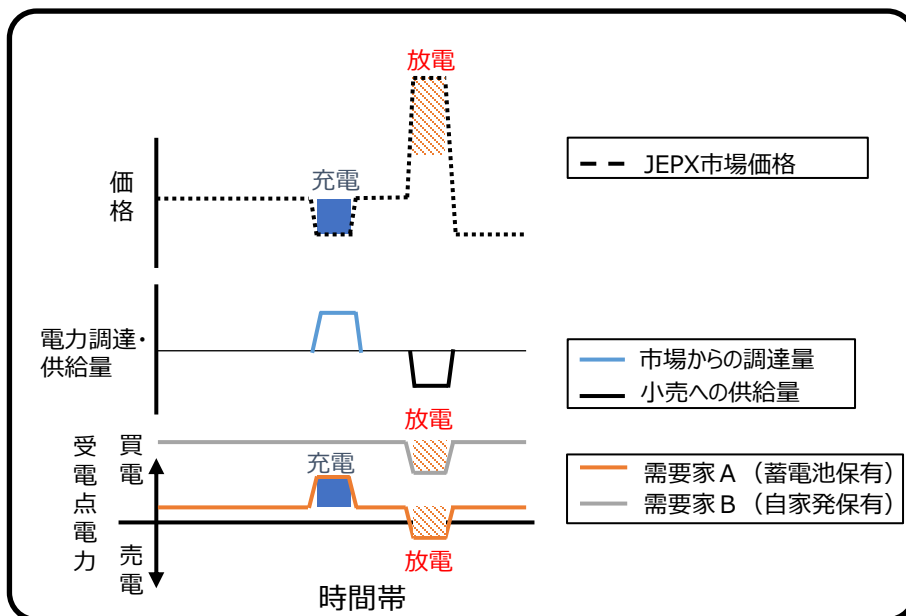 放電
JEPX市場価格
充電
価格
電力調達・
供給量
市場からの調達量
小売への供給量
放電
買電
受電点電力
充電
需要家A（蓄電池保有）
需要家B（自家発保有）
売電
放電
時間帯